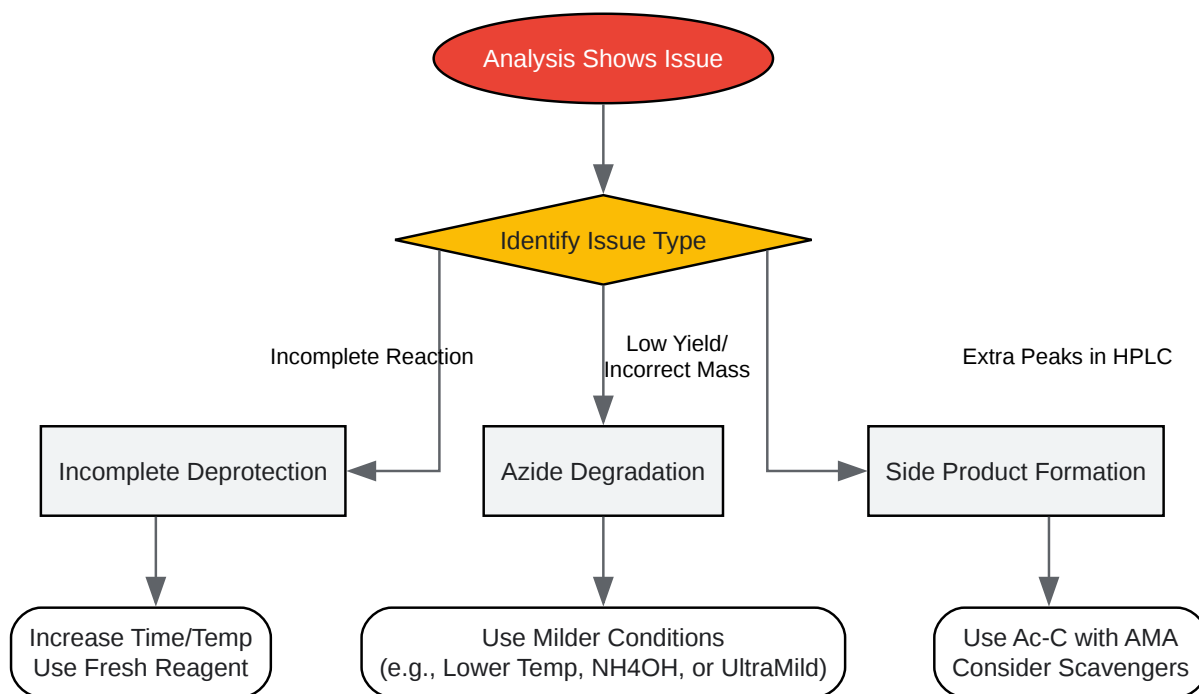 Analysis Shows Issue
Identify Issue Type
Incomplete Reaction
Low Yield/
Incorrect Mass
Extra Peaks in HPLC
Incomplete Deprotection
Azide Degradation
Side Product Formation
Increase Time/Temp
Use Fresh Reagent
Use Milder Conditions
(e.g., Lower Temp, NH4OH, or UltraMild)
Use Ac-C with AMA
Consider Scavengers